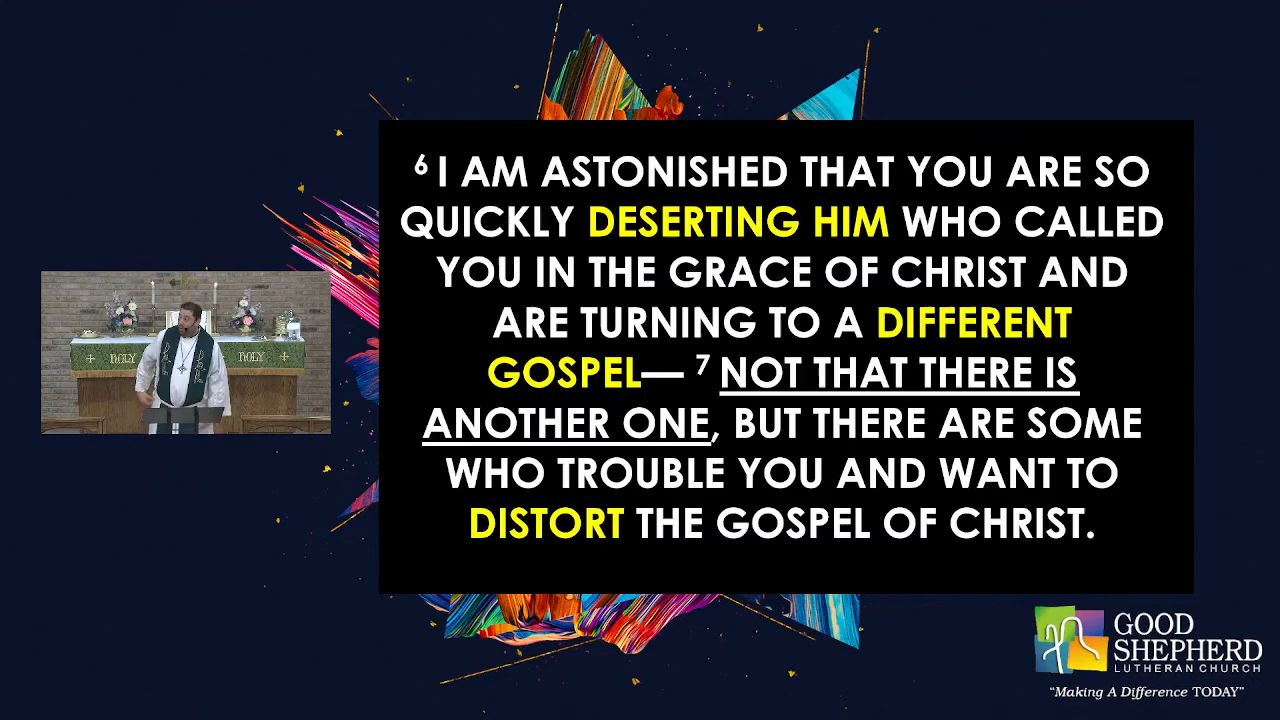 ⁶ I AM ASTONISHED THAT YOU ARE SO
QUICKLY DESERTING HIM WHO CALLED
YOU IN THE GRACE OF CHRIST AND
ARE TURNING TO A DIFFERENT
GOSPEL— ⁷ NOT THAT THERE IS
ANOTHER ONE, BUT THERE ARE SOME
WHO TROUBLE YOU AND WANT TO
DISTORT THE GOSPEL OF CHRIST.
HOLY HOLY
GOOD
SHEPHERD
LUTHERAN CHURCH
"Making A Difference TODAY"